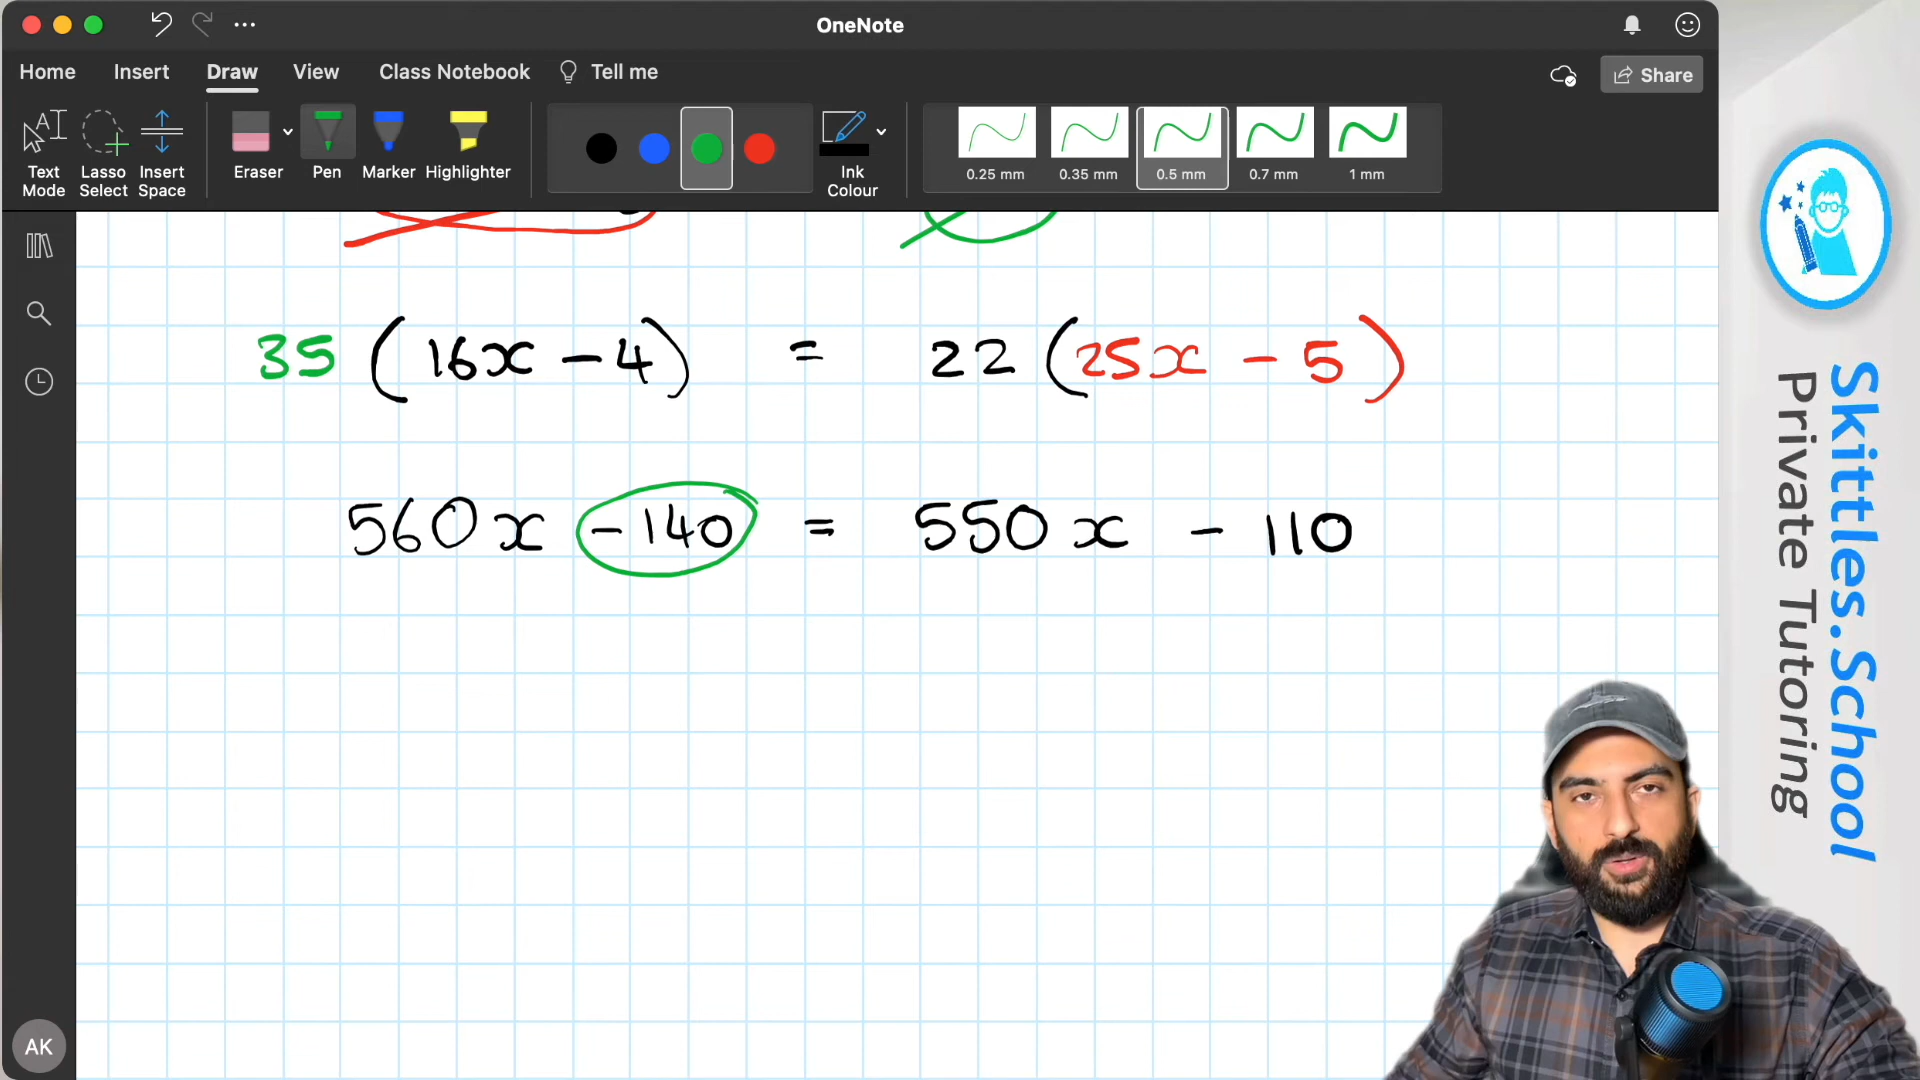 OneNote
Home Insert Draw View Class Notebook Tell me Share
Text Mode Lasso Select Insert Space Eraser Pen Marker Highlighter Ink Colour 0.25 mm 0.35 mm 0.5 mm 0.7 mm 1 mm
35 (16x - 4) = 22 (25x - 5)
560x - 140 = 550x - 110
AK
Skittles.School
Private Tutoring